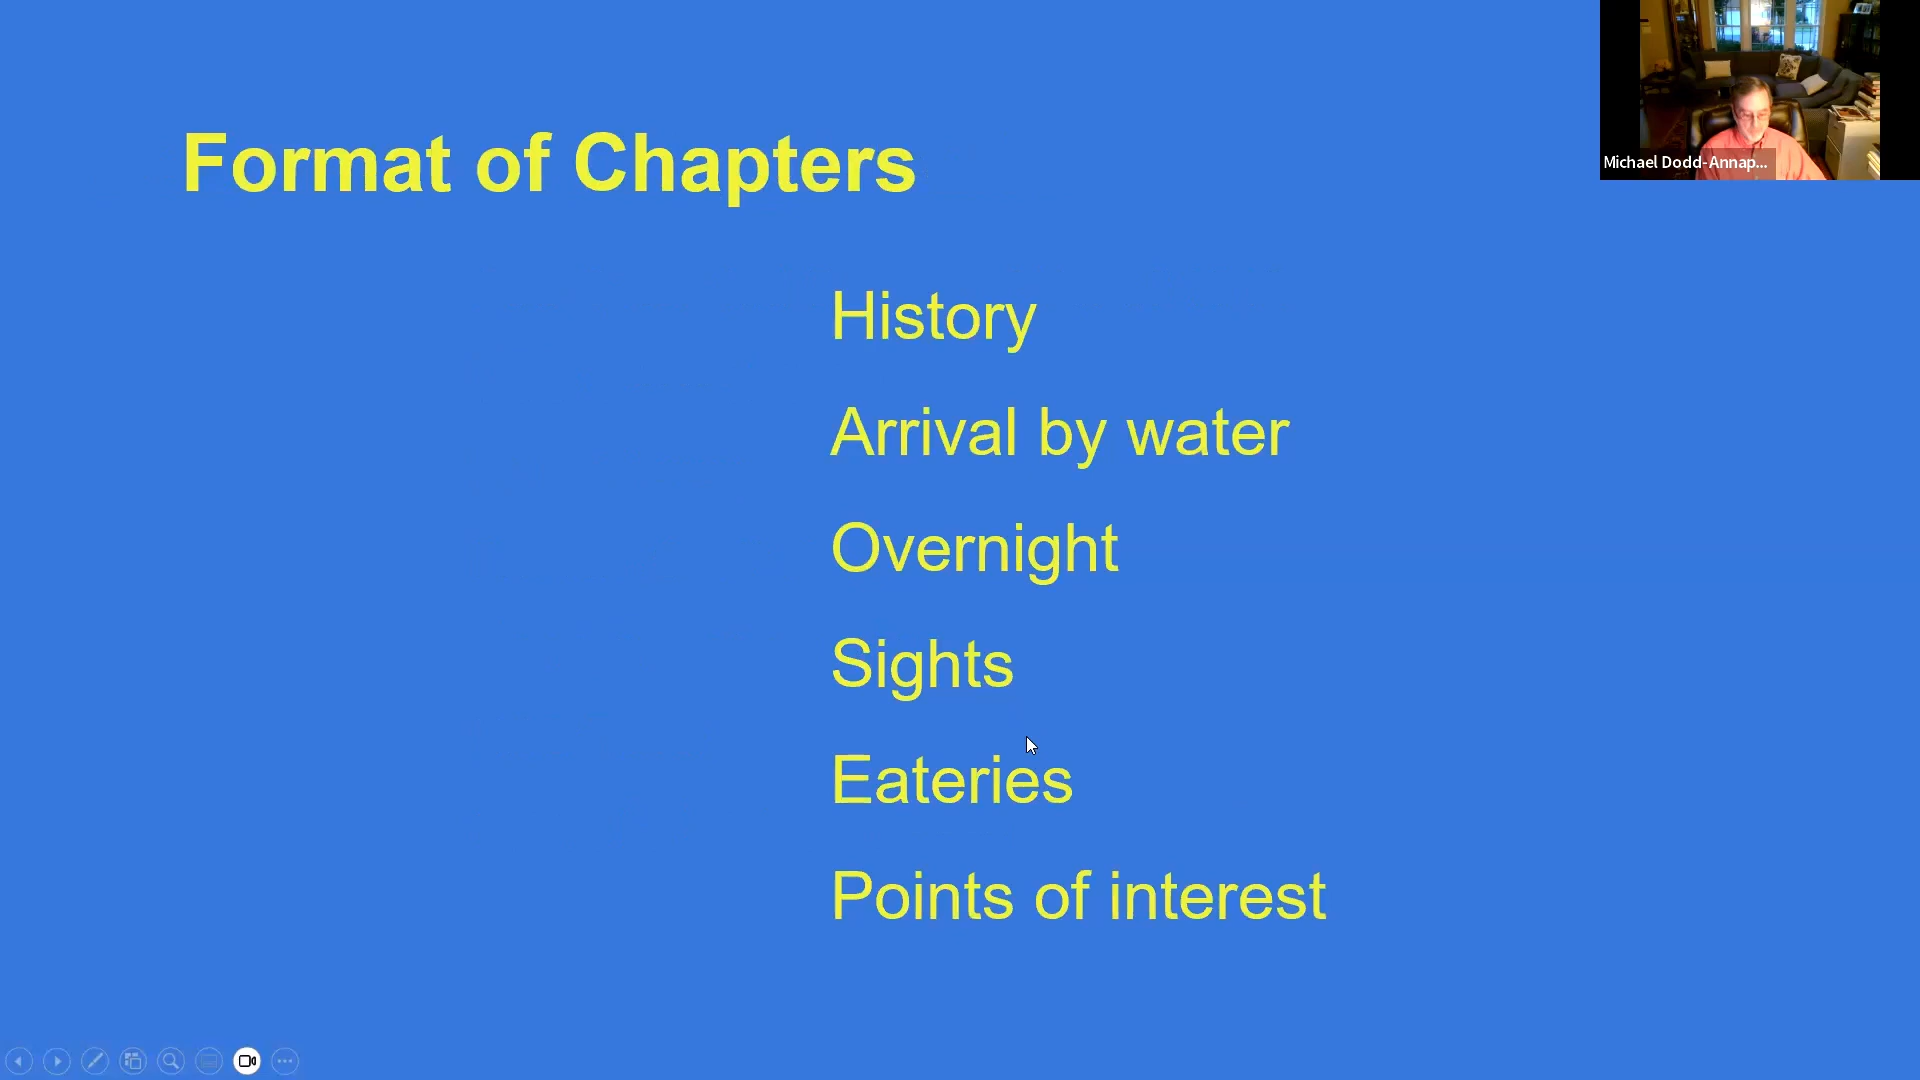 Format of Chapters
Michael Dodd-Annap...
History
Arrival by water
Overnight
Sights
Eateries
Points of interest